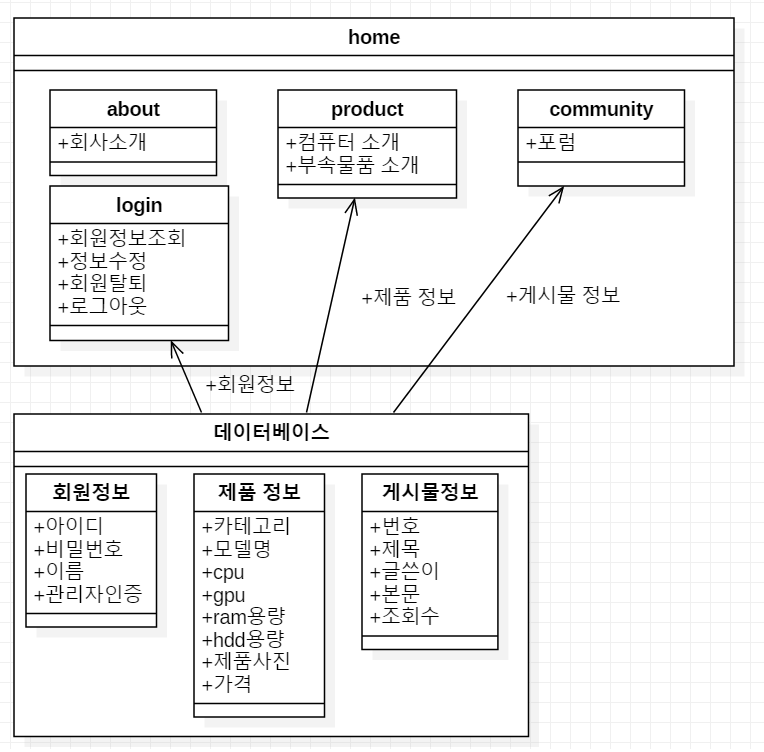 home
about
+회사소개
product
+컴퓨터 소개
+부속물품 소개
community
+포럼
login
+회원정보조회
+정보수정
+회원탈퇴
+로그아웃
+제품 정보
+게시물 정보
+회원정보
데이터베이스
회원정보
+아이디
+비밀번호
+이름
+관리자인증
제품 정보
+카테고리
+모델명
+cpu
+gpu
+ram용량
+hdd용량
+제품사진
+가격
게시물정보
+번호
+제목
+글쓴이
+본문
+조회수